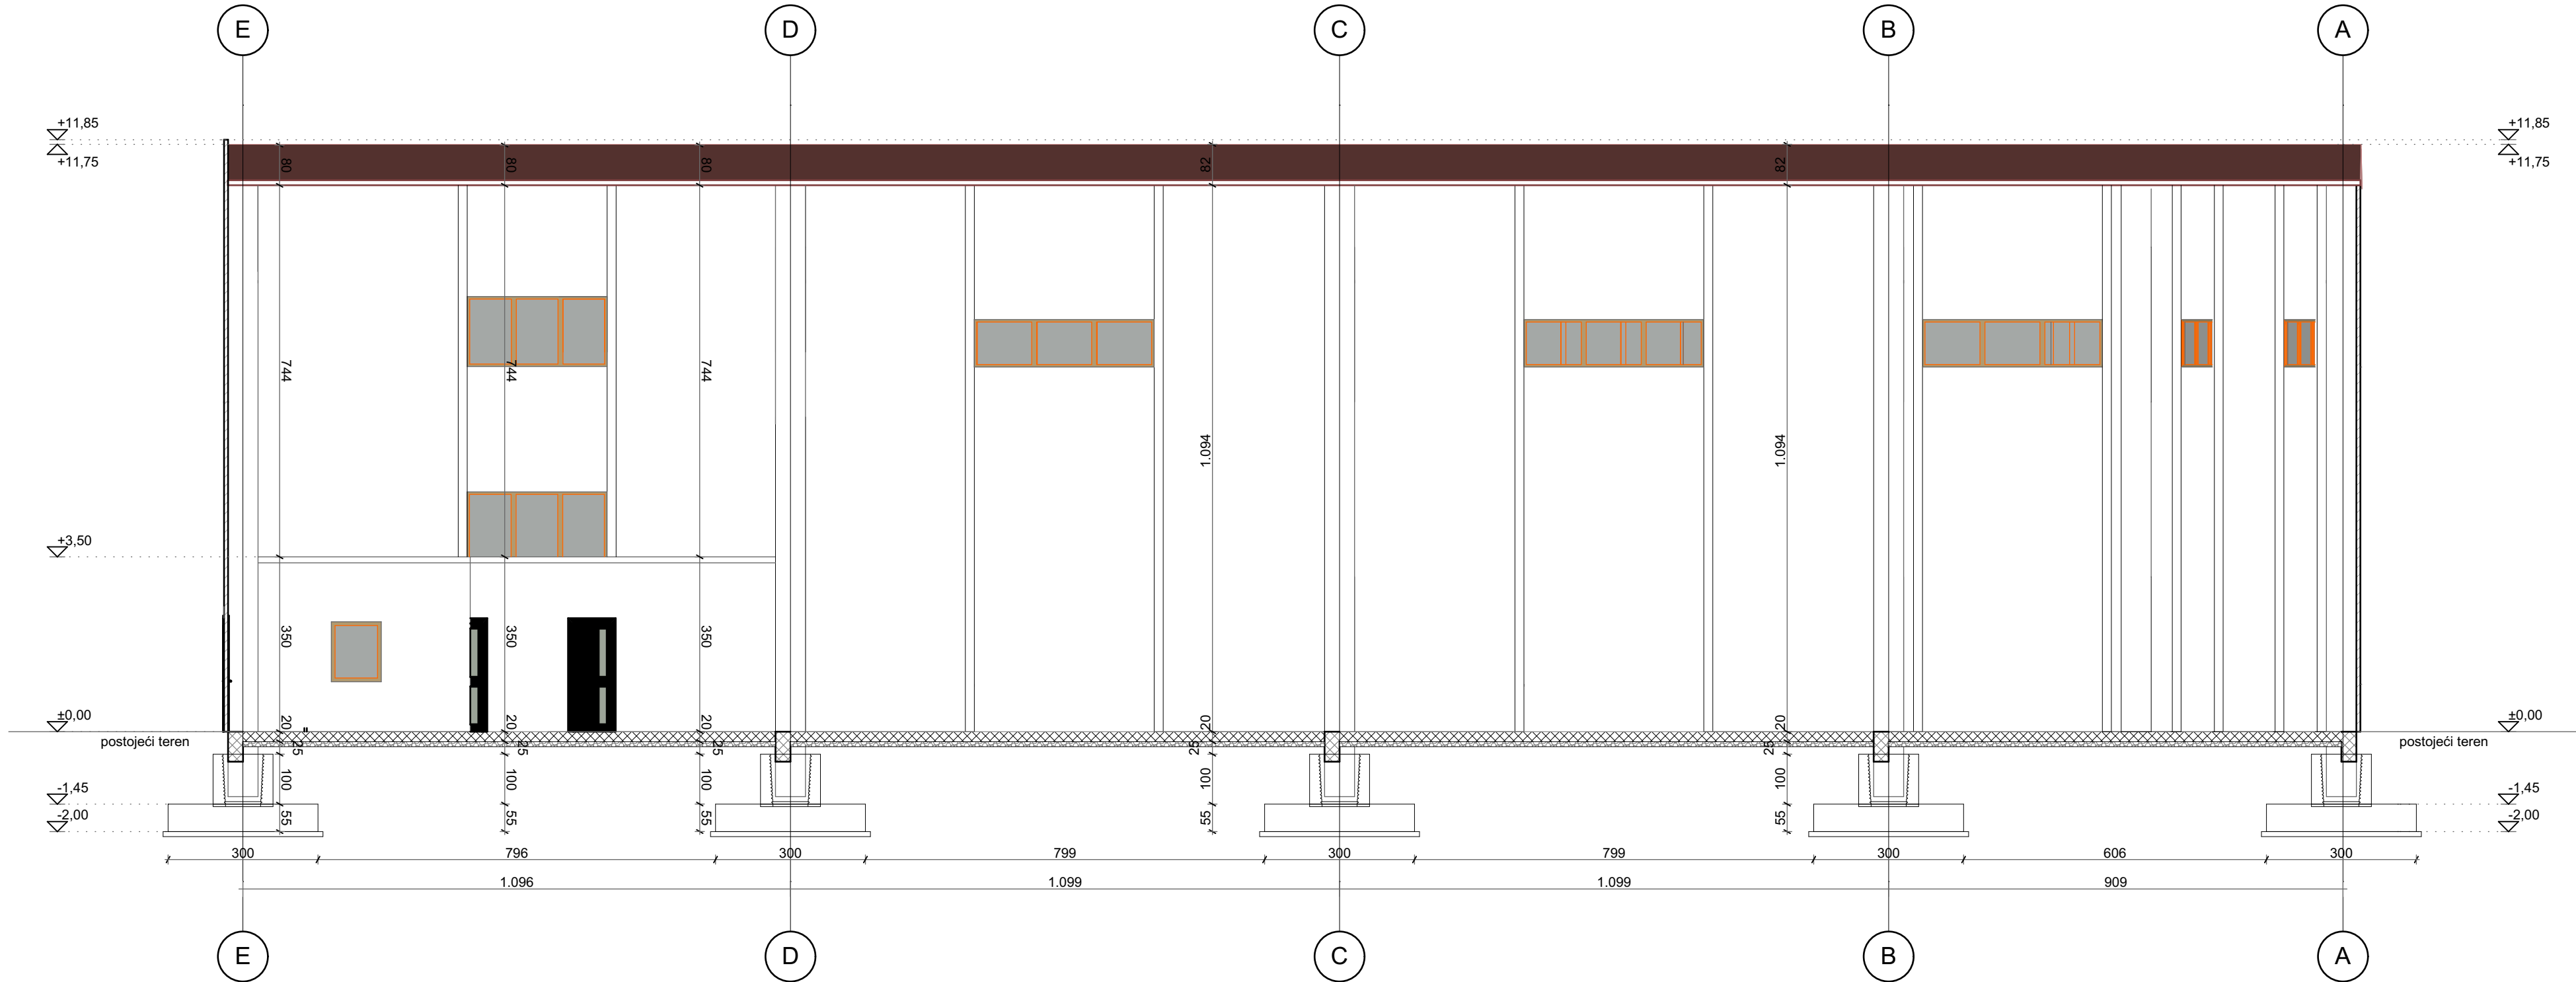 E D C B A
+11,85 +11,85
+11,75 +11,75
80 80 80 82 82
744 744 744 1.094 1.094
+3,50
350 350 350
±0,00 20 20 20 20 20 ±0,00
postojeći teren postojeći teren
25 25 25 25 25
100 100 100 100 100
-1,45 -1,45
-2,00 55 55 55 55 55 -2,00
300 796 300 799 300 799 300 606 300
1.096 1.099 1.099 909
E D C B A